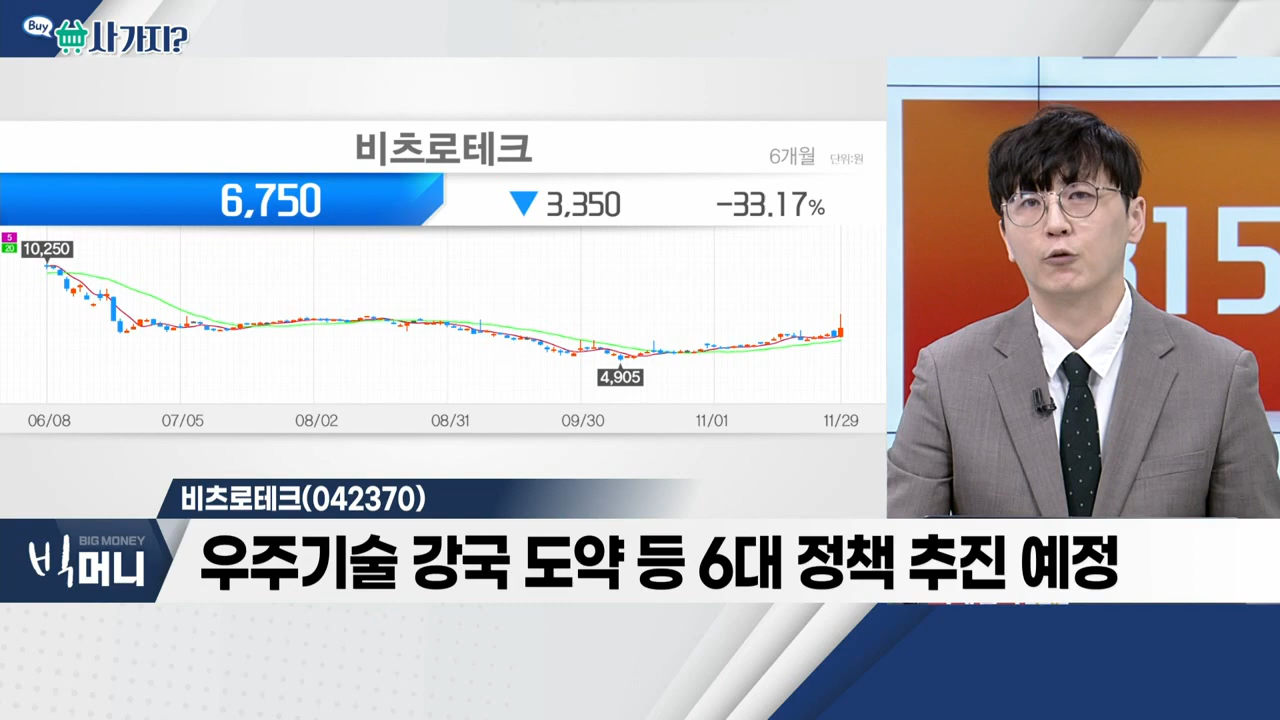 Buy
사 가지?
비츠로테크
6개월 단위:원
6,750 ▼ 3,350 -33.17%
5
20
10,250
4,905
06/08 07/05 08/02 08/31 09/30 11/01 11/29
315
비츠로테크(042370)
BIG MONEY
빅머니
우주기술 강국 도약 등 6대 정책 추진 예정